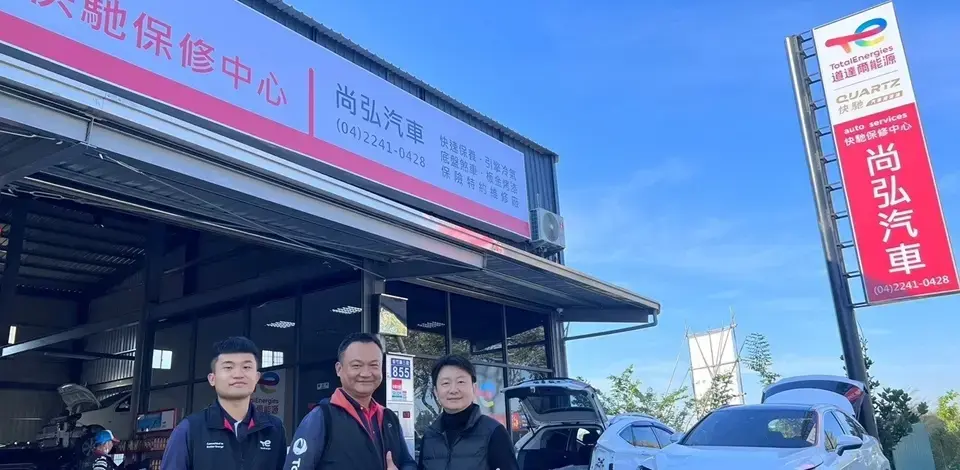 快馳保修中心
尚弘汽車
(04)2241-0428
快速保養・引擎冷氣
底盤煞車・板金烤漆
保險特約維修廠
TotalEnergies
道達爾能源
QUARTZ
快馳
auto services
快馳保修中心
尚弘汽車
(04)2241-0428
855
TotalEnergies